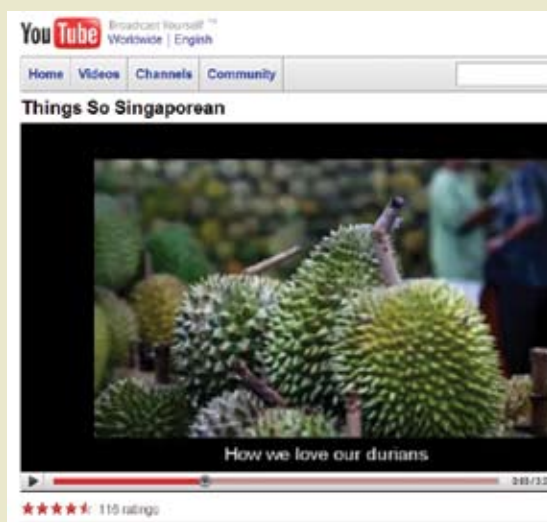 You Tube
Broadcast Yourself ™
Worldwide | English
Home Videos Channels Community
Things So Singaporean
How we love our durians
116 ratings